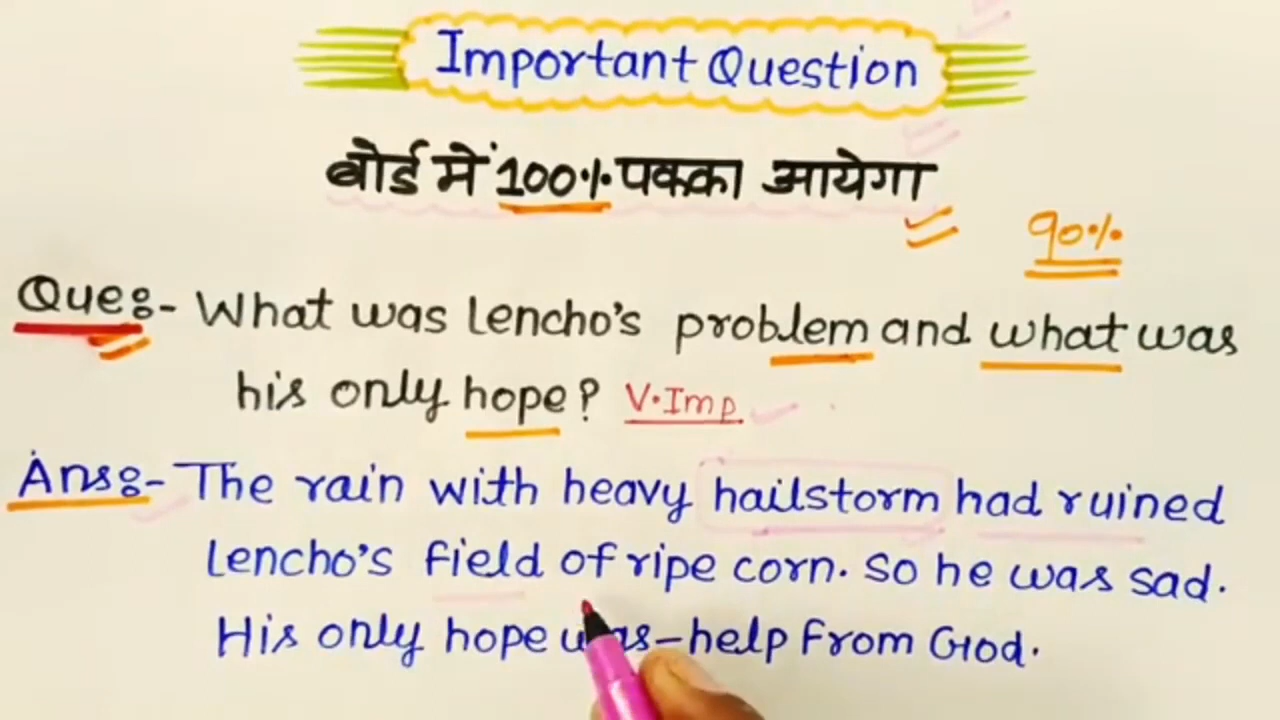 Important Question
बोर्ड में 100% पक्का आयेगा
90%
Ques- What was Lencho's problem and what was
his only hope? V.Imp
Ans:- The rain with heavy hailstorm had ruined
Lencho's field of ripe corn. So he was sad.
His only hope was-help from God.